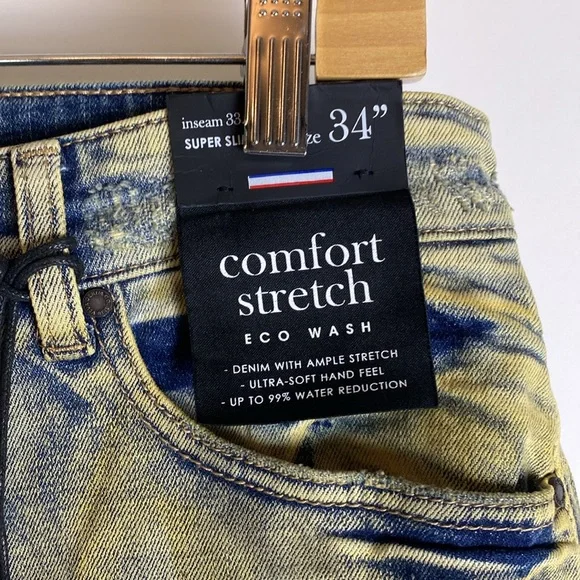 inseam 33
SUPER SLI
size 34”
comfort
stretch
ECO WASH
- DENIM WITH AMPLE STRETCH
- ULTRA-SOFT HAND FEEL
- UP TO 99% WATER REDUCTION